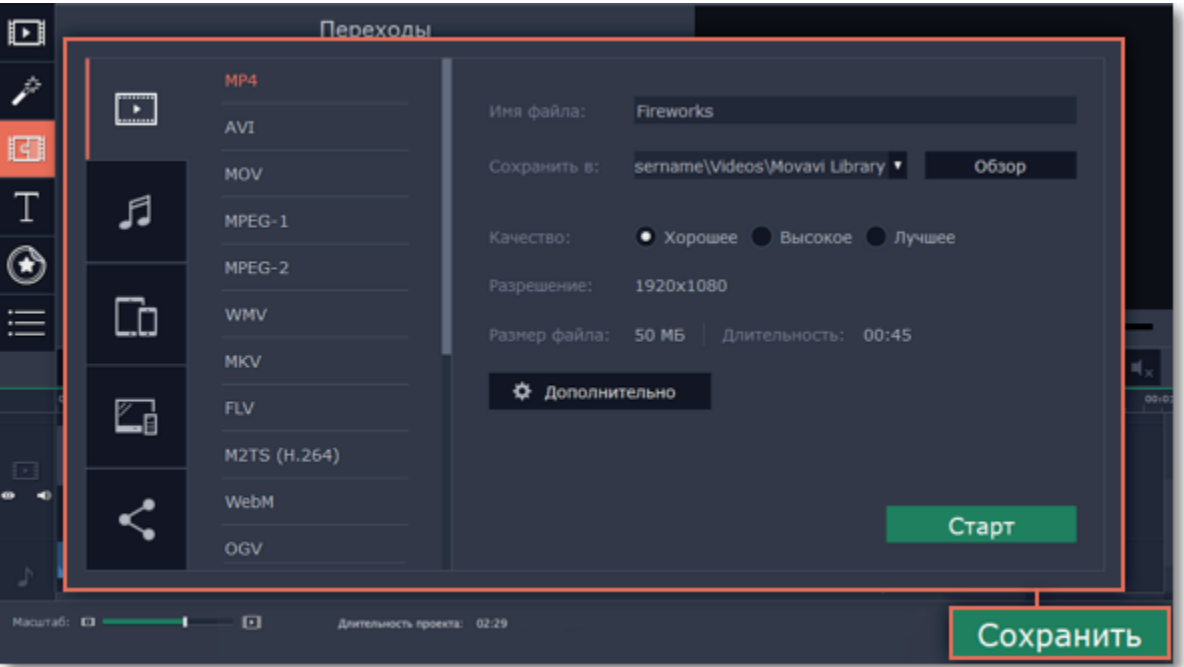 Переходы
MP4
AVI
MOV
MPEG-1
MPEG-2
WMV
MKV
FLV
M2TS (H.264)
WebM
OGV
Имя файла: Fireworks
Сохранить в: sername\Videos\Movavi Library Обзор
Качество: Хорошее Высокое Лучшее
Разрешение: 1920x1080
Размер файла: 50 МБ Длительность: 00:45
Дополнительно
Старт
Масштаб: Длительность проекта: 02:29
Сохранить